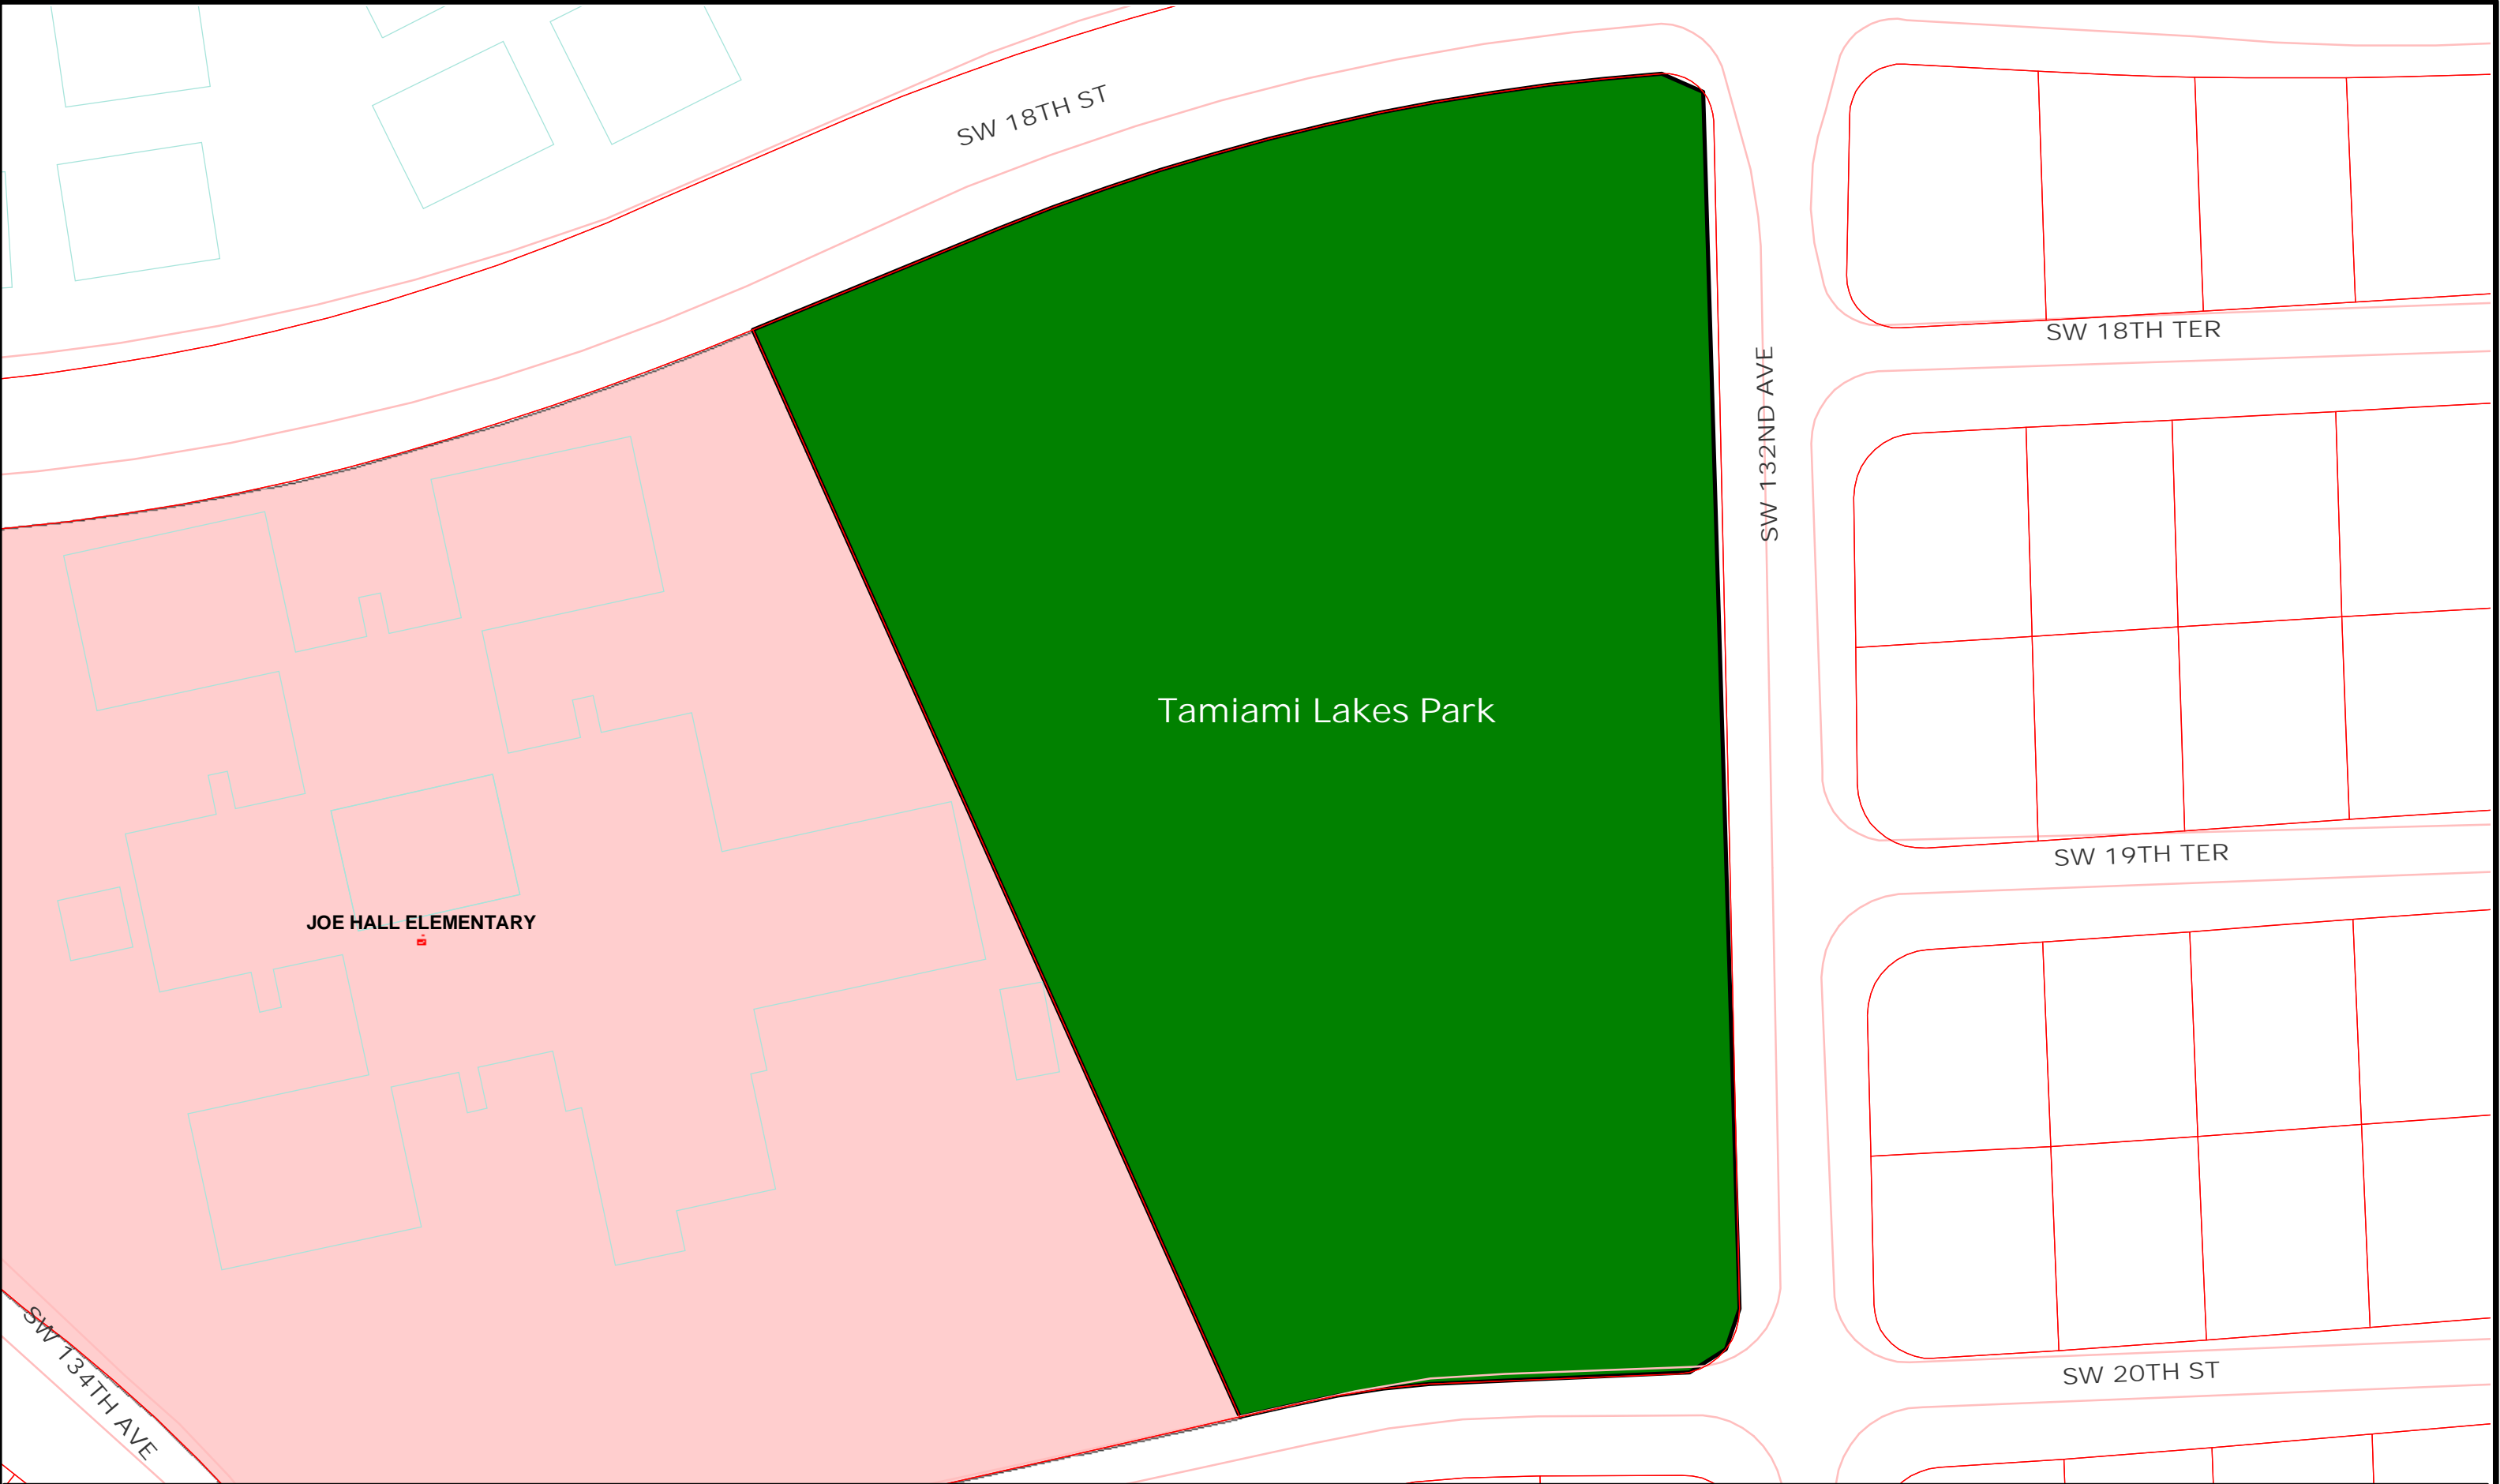 SW 18TH ST
SW 18TH TER
SW 132ND AVE
Tamiami Lakes Park
SW 19TH TER
JOE HALL ELEMENTARY
SW 134TH AVE
SW 20TH ST